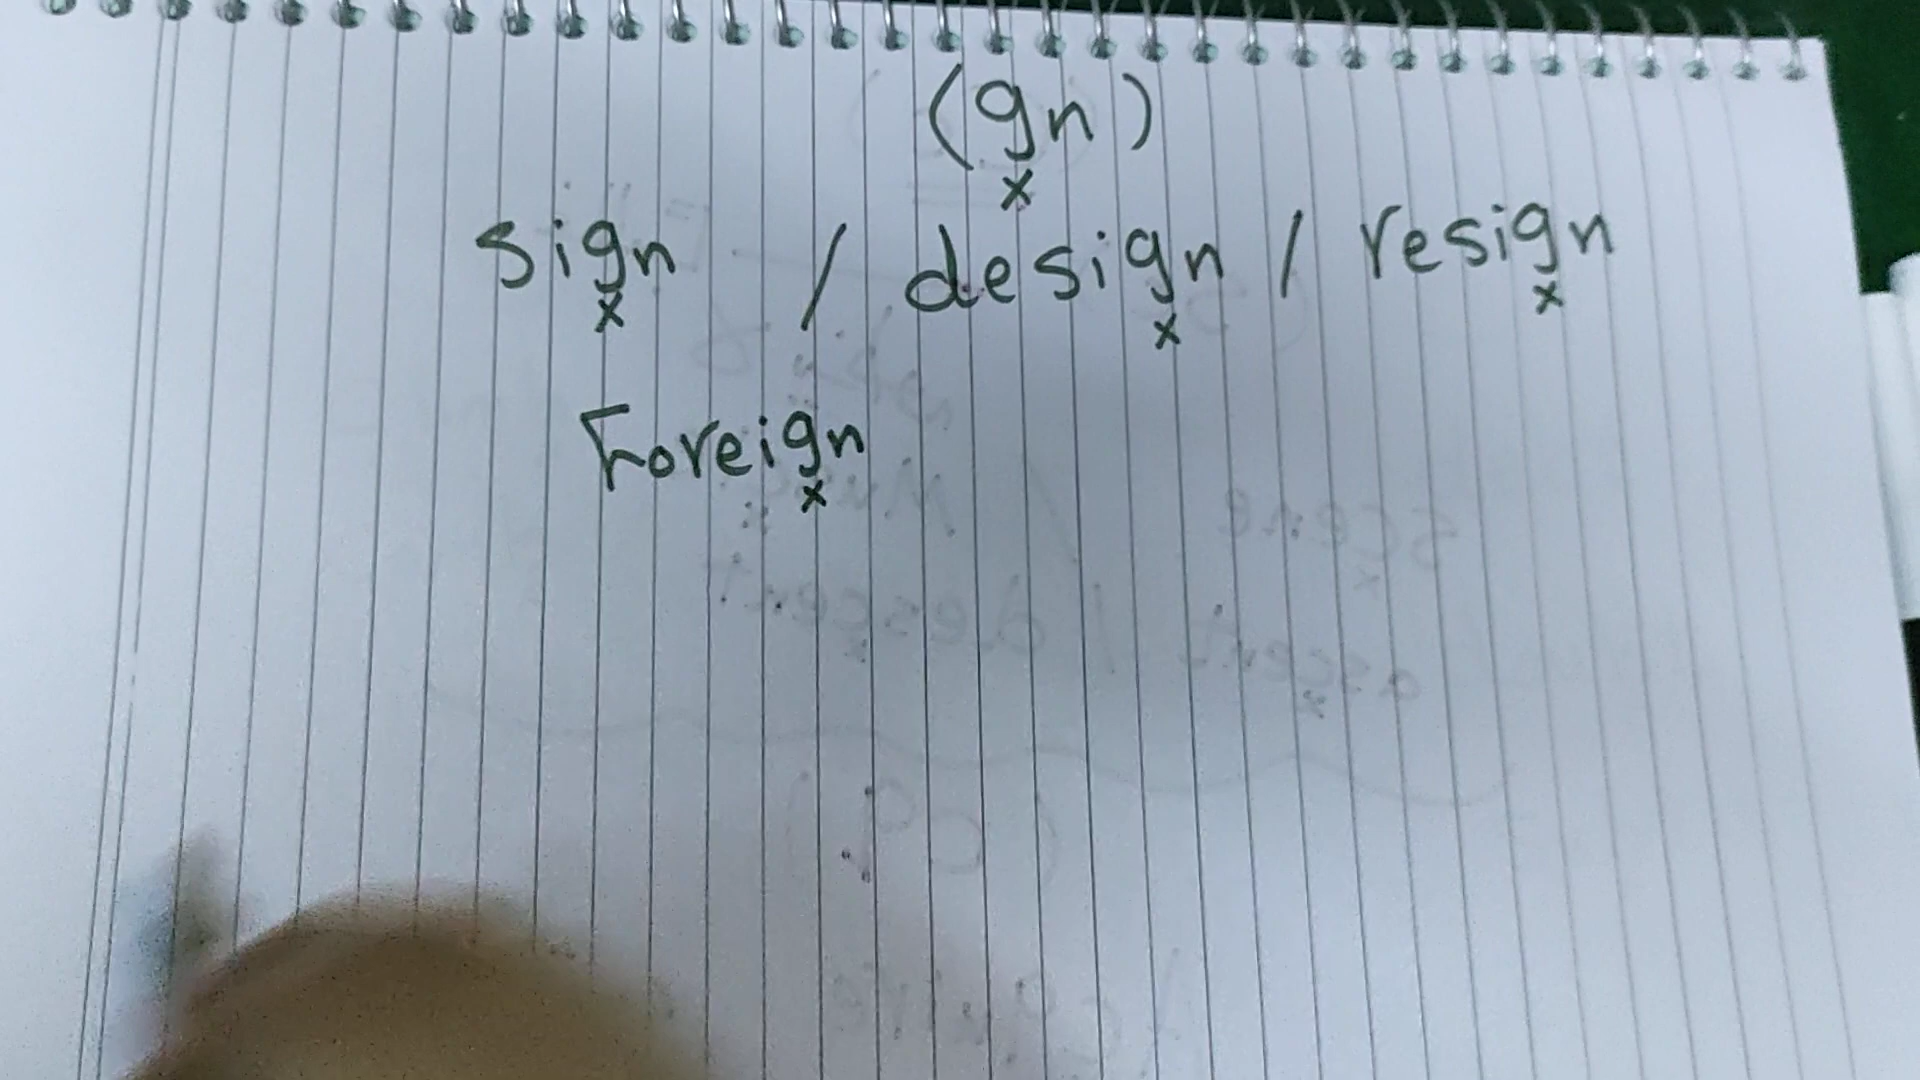 (gn)
x
sign / design / resign
x x x
Foreign
x